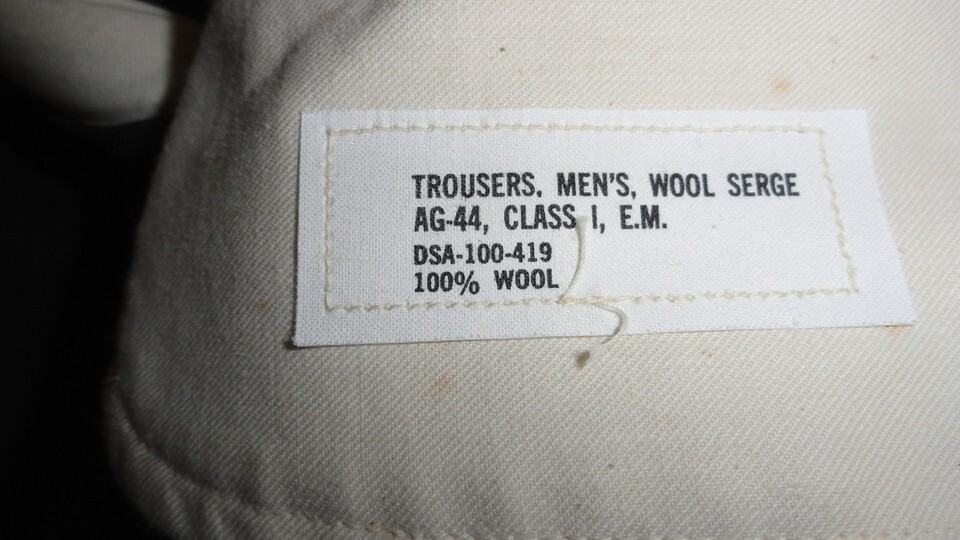 TROUSERS. MEN'S, WOOL SERGE
AG-44, CLASS I, E.M.
DSA-100-419
100% WOOL